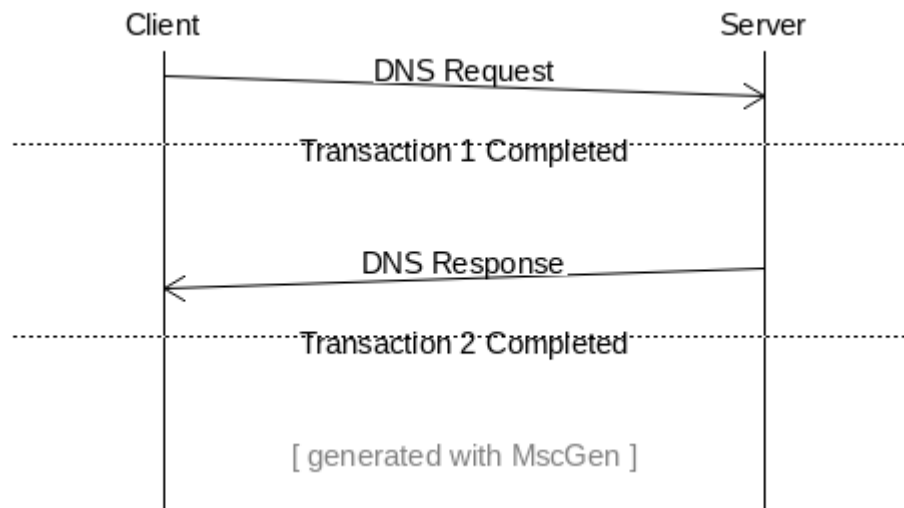 Client Server
DNS Request
Transaction 1 Completed
DNS Response
Transaction 2 Completed
[ generated with MscGen ]